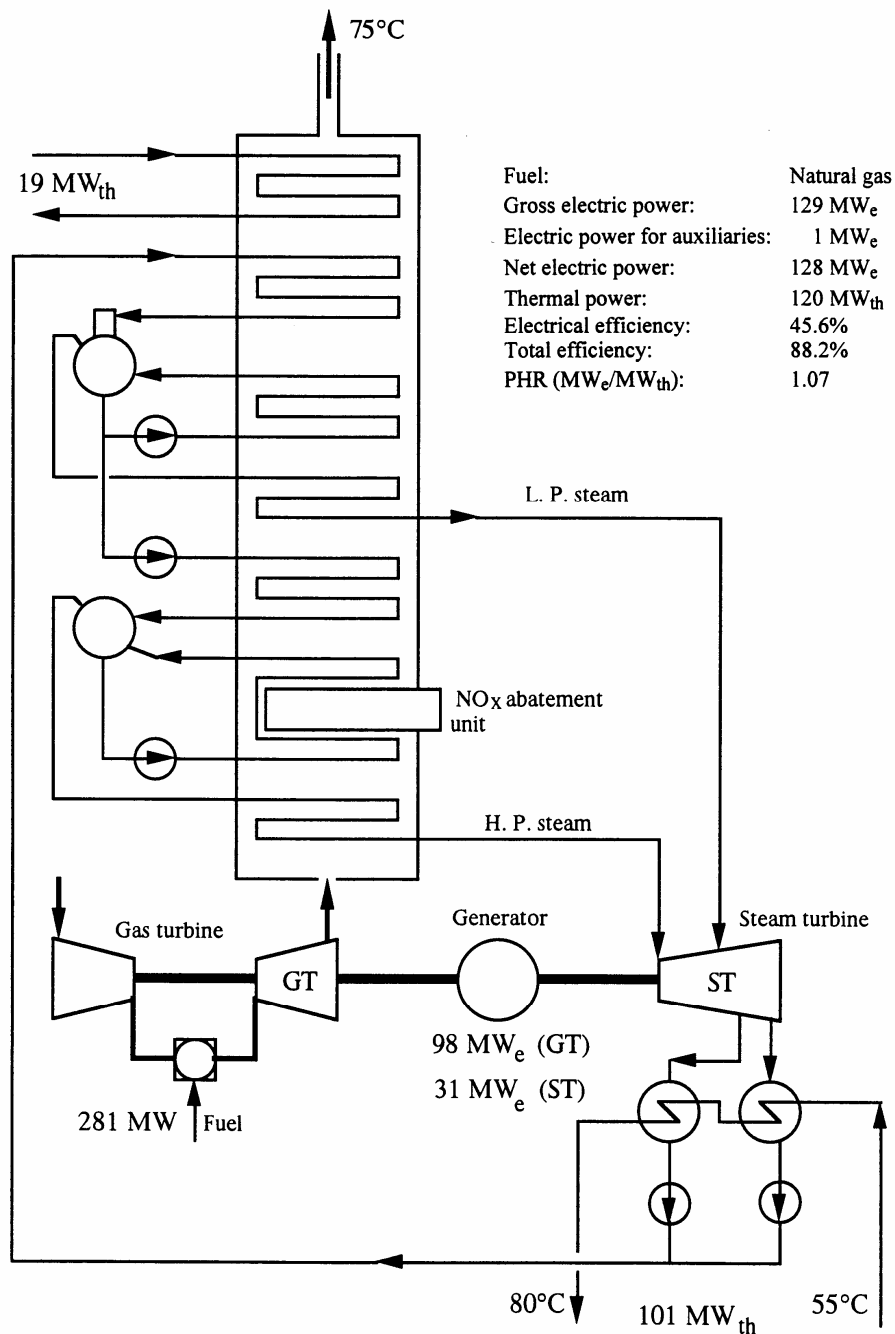 75°C
19 MWth
Fuel: Natural gas
Gross electric power: 129 MWe
Electric power for auxiliaries: 1 MWe
Net electric power: 128 MWe
Thermal power: 120 MWth
Electrical efficiency: 45.6%
Total efficiency: 88.2%
PHR (MWe/MWth): 1.07
L. P. steam
NOx abatement
unit
H. P. steam
Gas turbine
Generator
Steam turbine
GT
ST
98 MWe (GT)
31 MWe (ST)
281 MW
Fuel
80°C
101 MWth
55°C